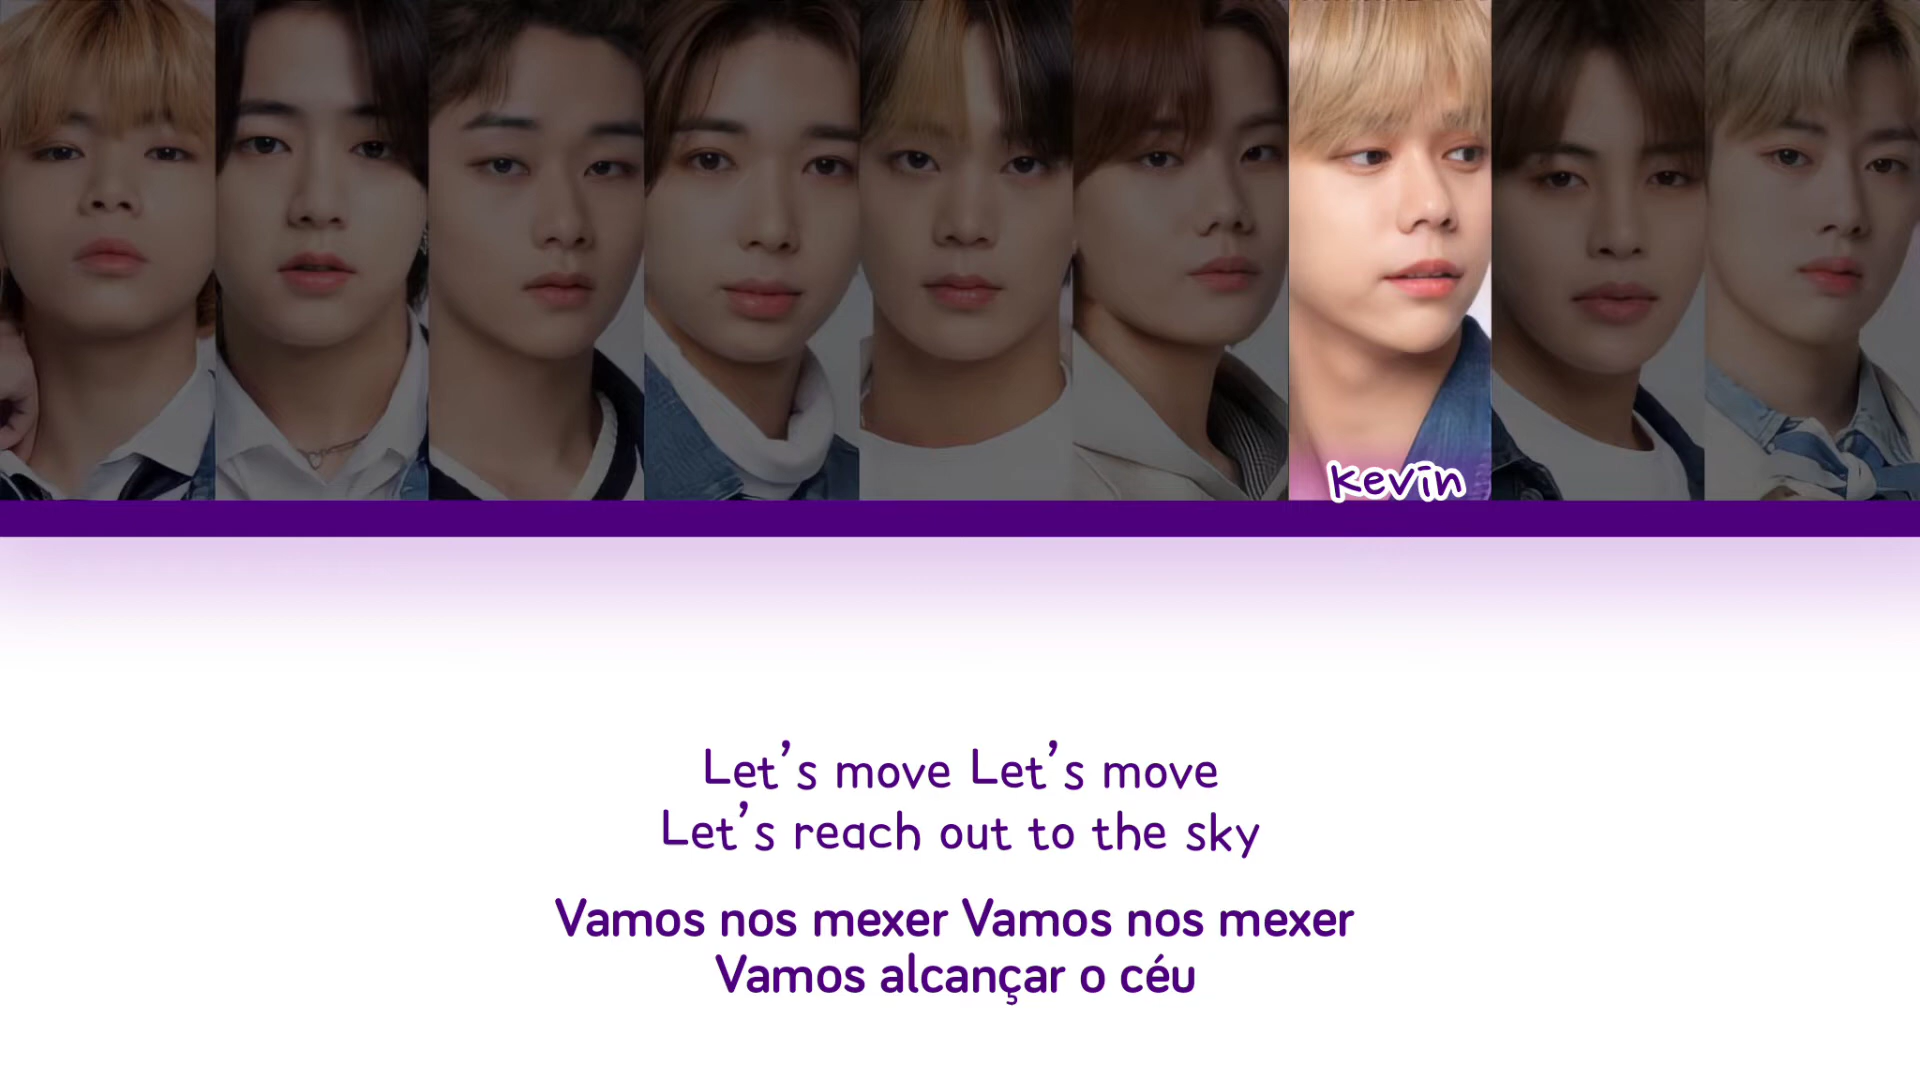 Kevin
Let's move Let's move
Let's reach out to the sky
Vamos nos mexer Vamos nos mexer
Vamos alcançar o céu